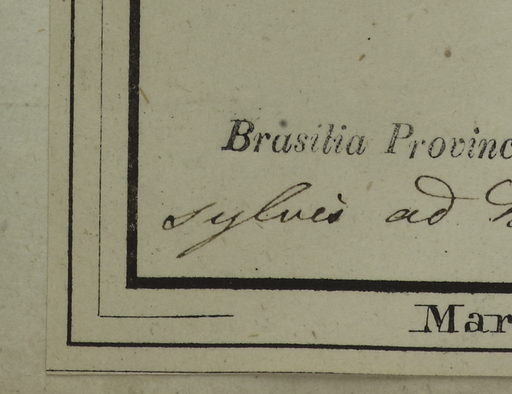 Brasilia Provinc
sylvis ad
Mar